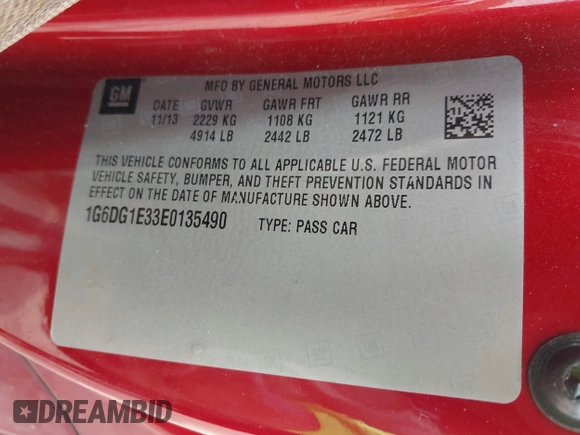 GM
MFD BY GENERAL MOTORS LLC
DATE GVWR GAWR FRT GAWR RR
11/13 2229 KG 1108 KG 1121 KG
4914 LB 2442 LB 2472 LB
THIS VEHICLE CONFORMS TO ALL APPLICABLE U.S. FEDERAL MOTOR
VEHICLE SAFETY, BUMPER, AND THEFT PREVENTION STANDARDS IN
EFFECT ON THE DATE OF MANUFACTURE SHOWN ABOVE.
1G6DG1E33E0135490 TYPE: PASS CAR
DREAMBID